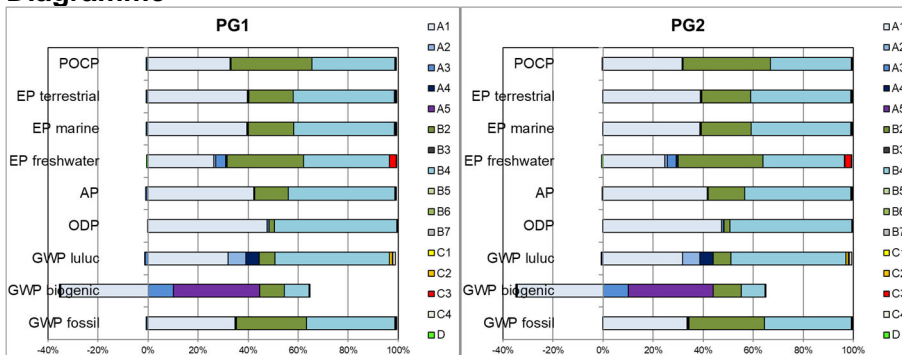 PG1
POCP
EP terrestrial
EP marine
EP freshwater
AP
ODP
GWP luluc
GWP biogenic
GWP fossil
-40% -20% 0% 20% 40% 60% 80% 100%
A1
A2
A3
A4
A5
B2
B3
B4
B5
B6
B7
C1
C2
C3
C4
D
PG2
POCP
EP terrestrial
EP marine
EP freshwater
AP
ODP
GWP luluc
GWP biogenic
GWP fossil
-40% -20% 0% 20% 40% 60% 80% 100%
A1
A2
A3
A4
A5
B2
B3
B4
B5
B6
B7
C1
C2
C3
C4
D